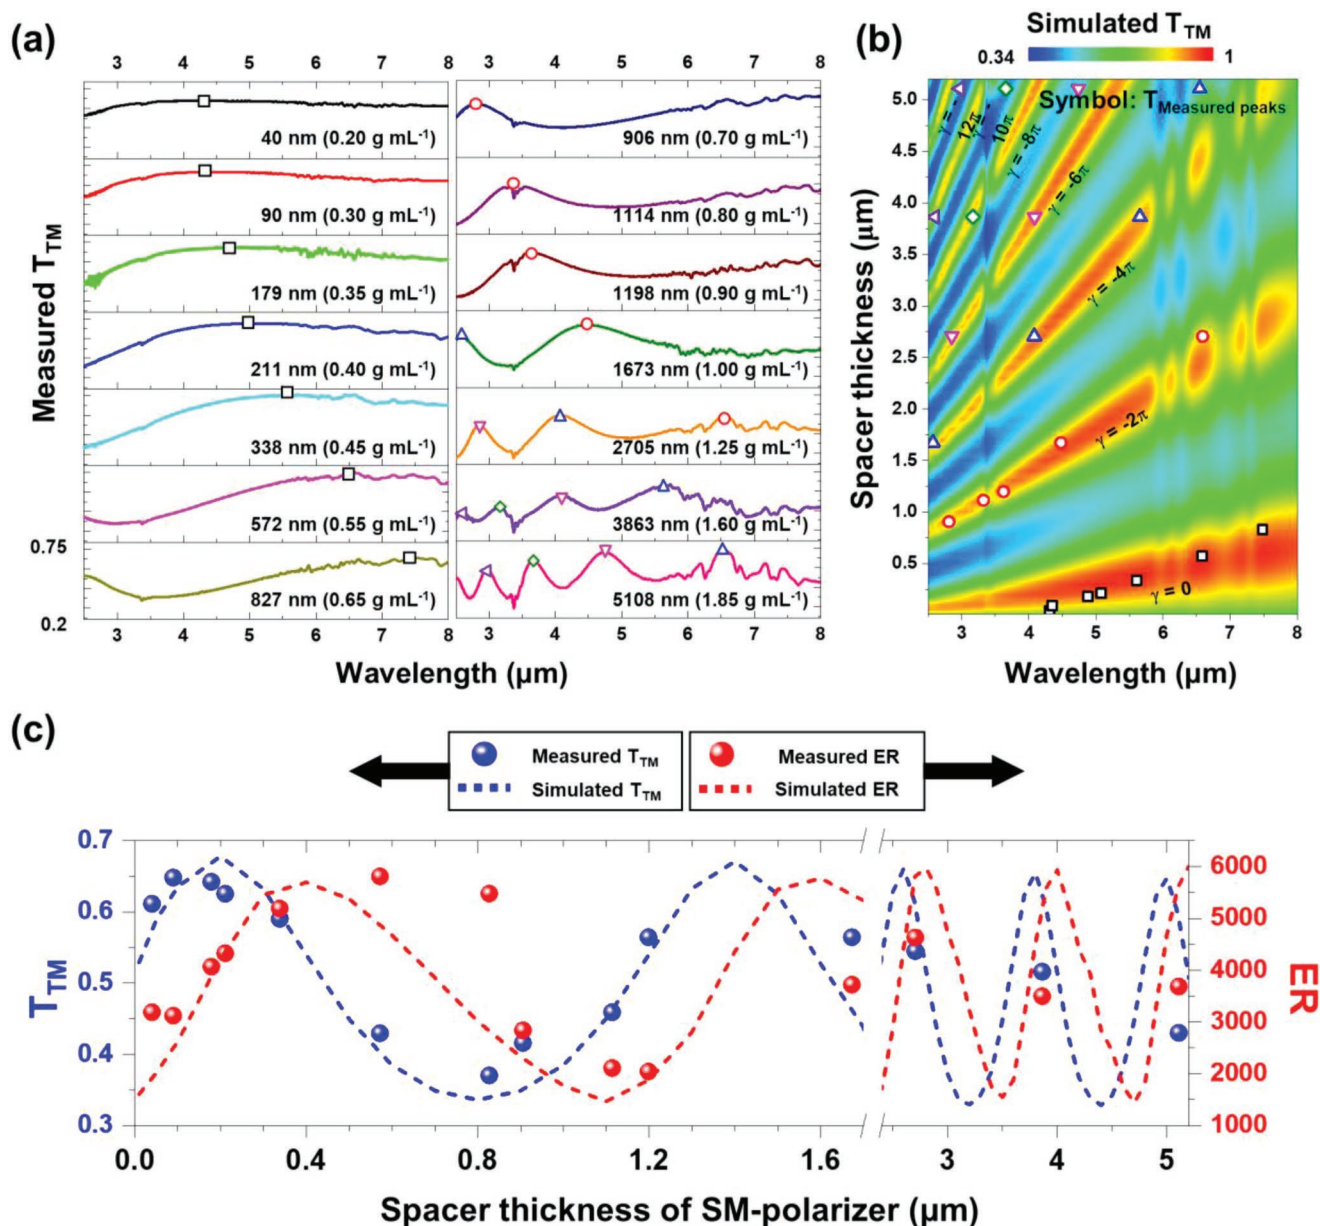 (a)
3 4 5 6 7 8
3 4 5 6 7 8
Measured T_TM
40 nm (0.20 g mL⁻¹)
90 nm (0.30 g mL⁻¹)
179 nm (0.35 g mL⁻¹)
211 nm (0.40 g mL⁻¹)
338 nm (0.45 g mL⁻¹)
572 nm (0.55 g mL⁻¹)
827 nm (0.65 g mL⁻¹)
0.75
0.2
906 nm (0.70 g mL⁻¹)
1114 nm (0.80 g mL⁻¹)
1198 nm (0.90 g mL⁻¹)
1673 nm (1.00 g mL⁻¹)
2705 nm (1.25 g mL⁻¹)
3863 nm (1.60 g mL⁻¹)
5108 nm (1.85 g mL⁻¹)
3 4 5 6 7 8
3 4 5 6 7 8
Wavelength (µm)
(b)
Simulated T_TM
0.34
1
Symbol: T_Measured peaks
Spacer thickness (µm)
5.0
4.5
4.0
3.5
3.0
2.5
2.0
1.5
1.0
0.5
γ = -
12π
γ = -
10π
γ = -8π
γ = -6π
γ = -4π
γ = -2π
γ = 0
3 4 5 6 7 8
Wavelength (µm)
(c)
Measured T_TM
Simulated T_TM
Measured ER
Simulated ER
T_TM
0.7
0.6
0.5
0.4
0.3
6000
5000
4000
3000
2000
1000
ER
0.0 0.4 0.8 1.2 1.6 3 4 5
Spacer thickness of SM-polarizer (µm)